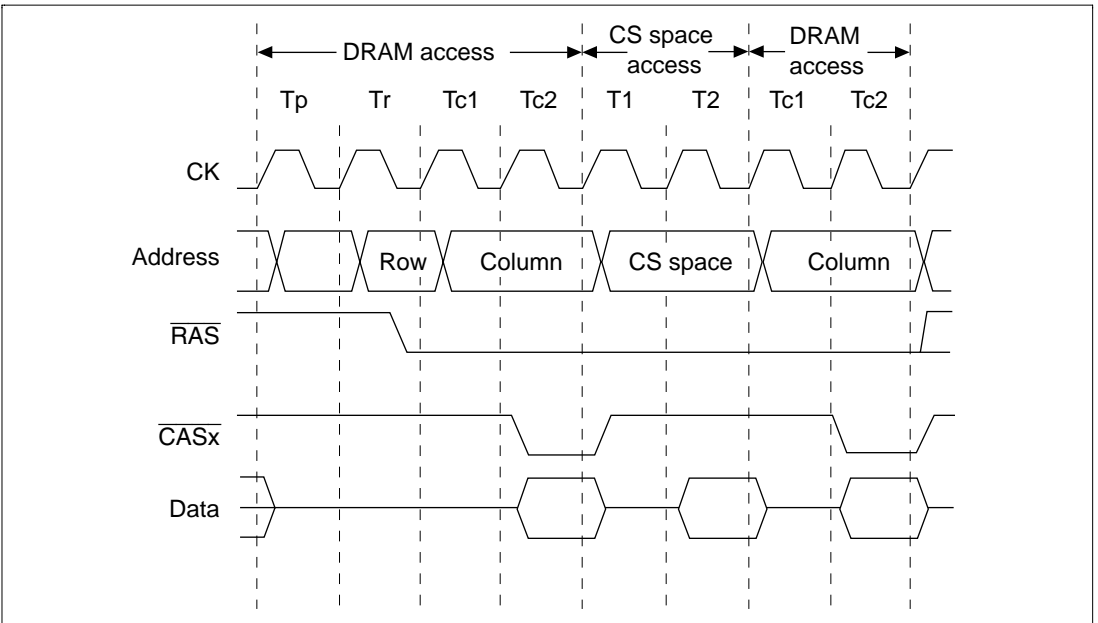 DRAM access
CS space
access
DRAM
access
Tp Tr Tc1 Tc2 T1 T2 Tc1 Tc2
CK
Address Row Column CS space Column
RAS
CASx
Data